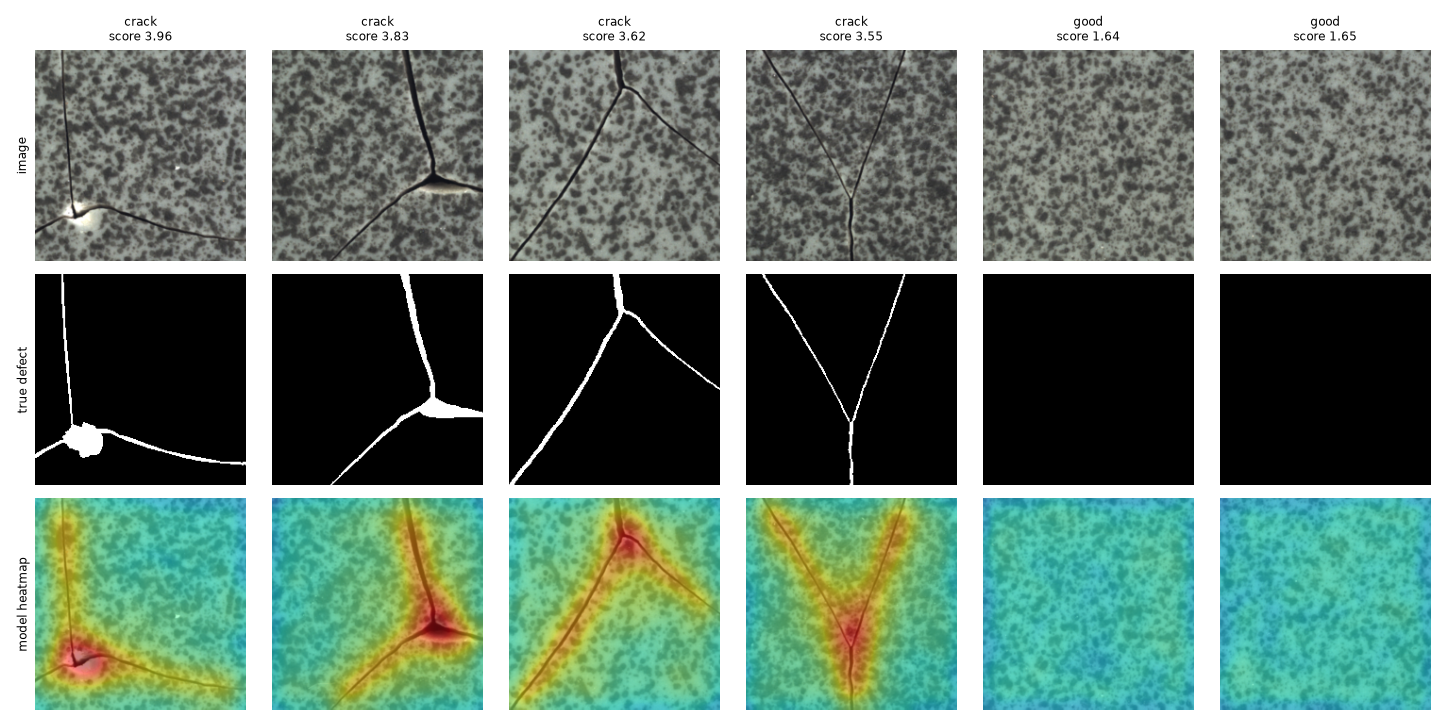 crack
score 3.96
crack
score 3.83
crack
score 3.62
crack
score 3.55
good
score 1.64
good
score 1.65
image
true defect
model heatmap